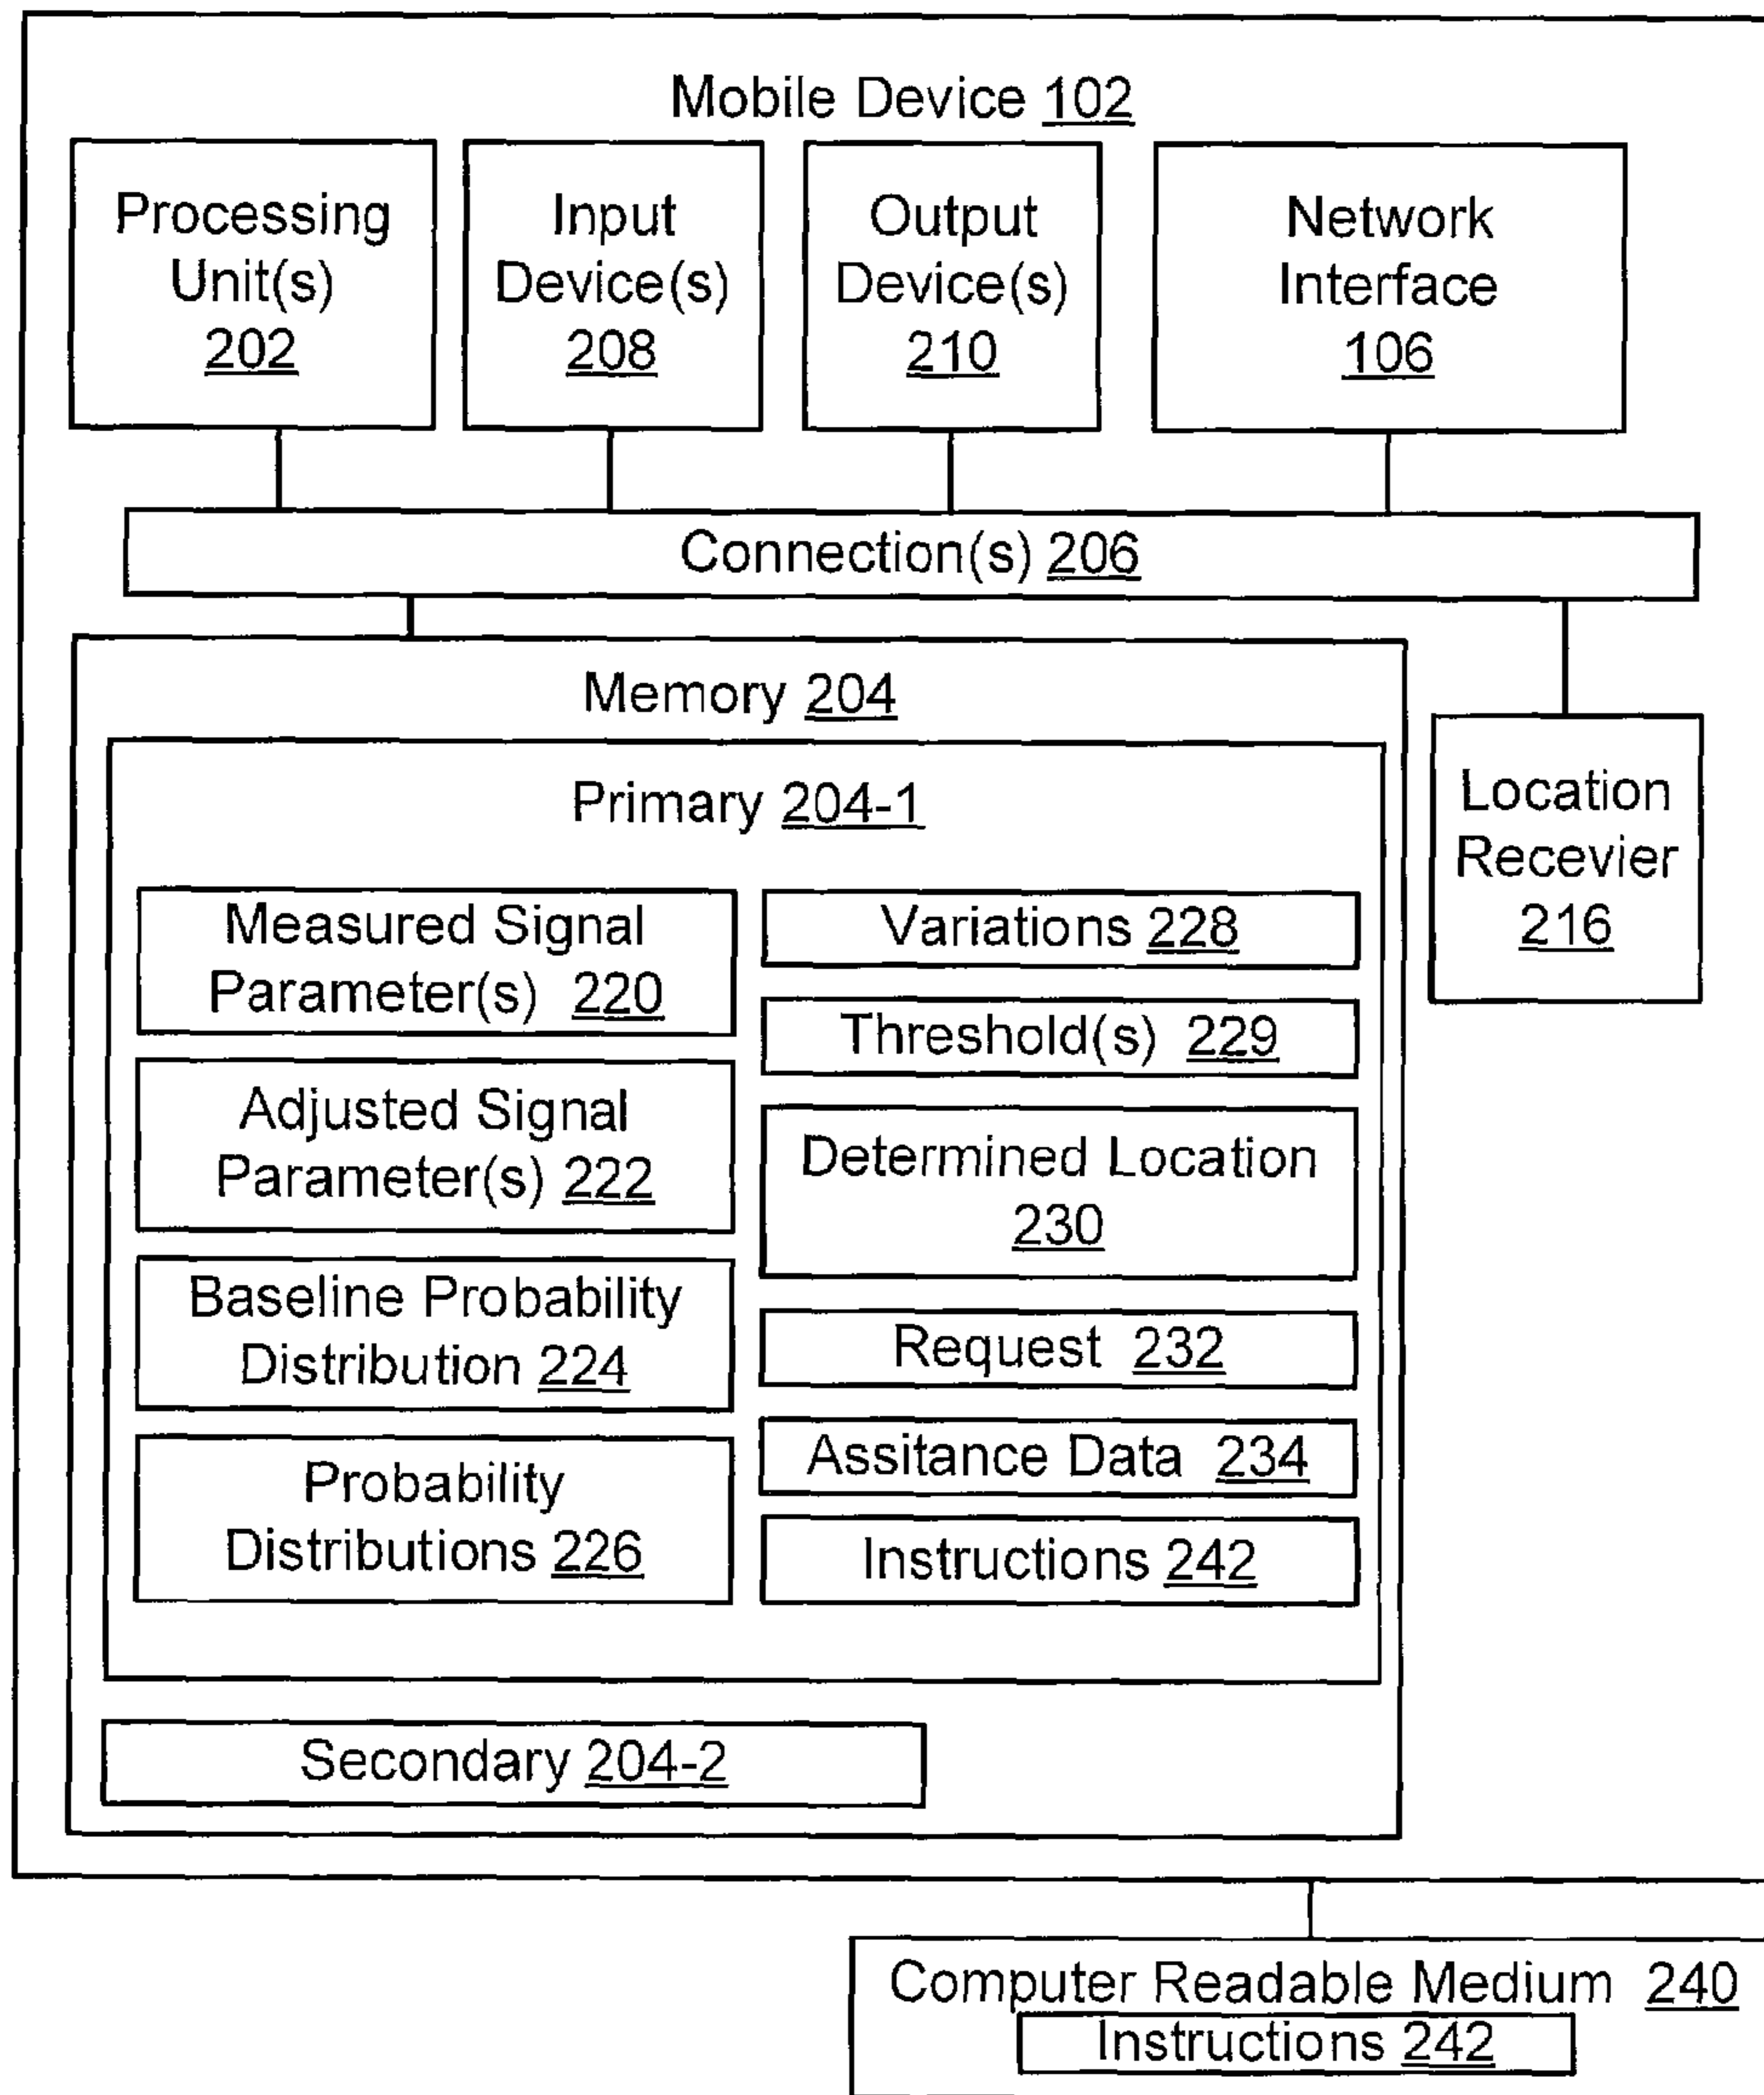 Mobile Device 102
Processing
Unit(s)
202
Input
Device(s)
208
Output
Device(s)
210
Network
Interface
106
Connection(s) 206
Memory 204
Primary 204-1
Measured Signal
Parameter(s) 220
Adjusted Signal
Parameter(s) 222
Baseline Probability
Distribution 224
Probability
Distributions 226
Variations 228
Threshold(s) 229
Determined Location
230
Request 232
Assitance Data 234
Instructions 242
Secondary 204-2
Location
Recevier
216
Computer Readable Medium 240
Instructions 242